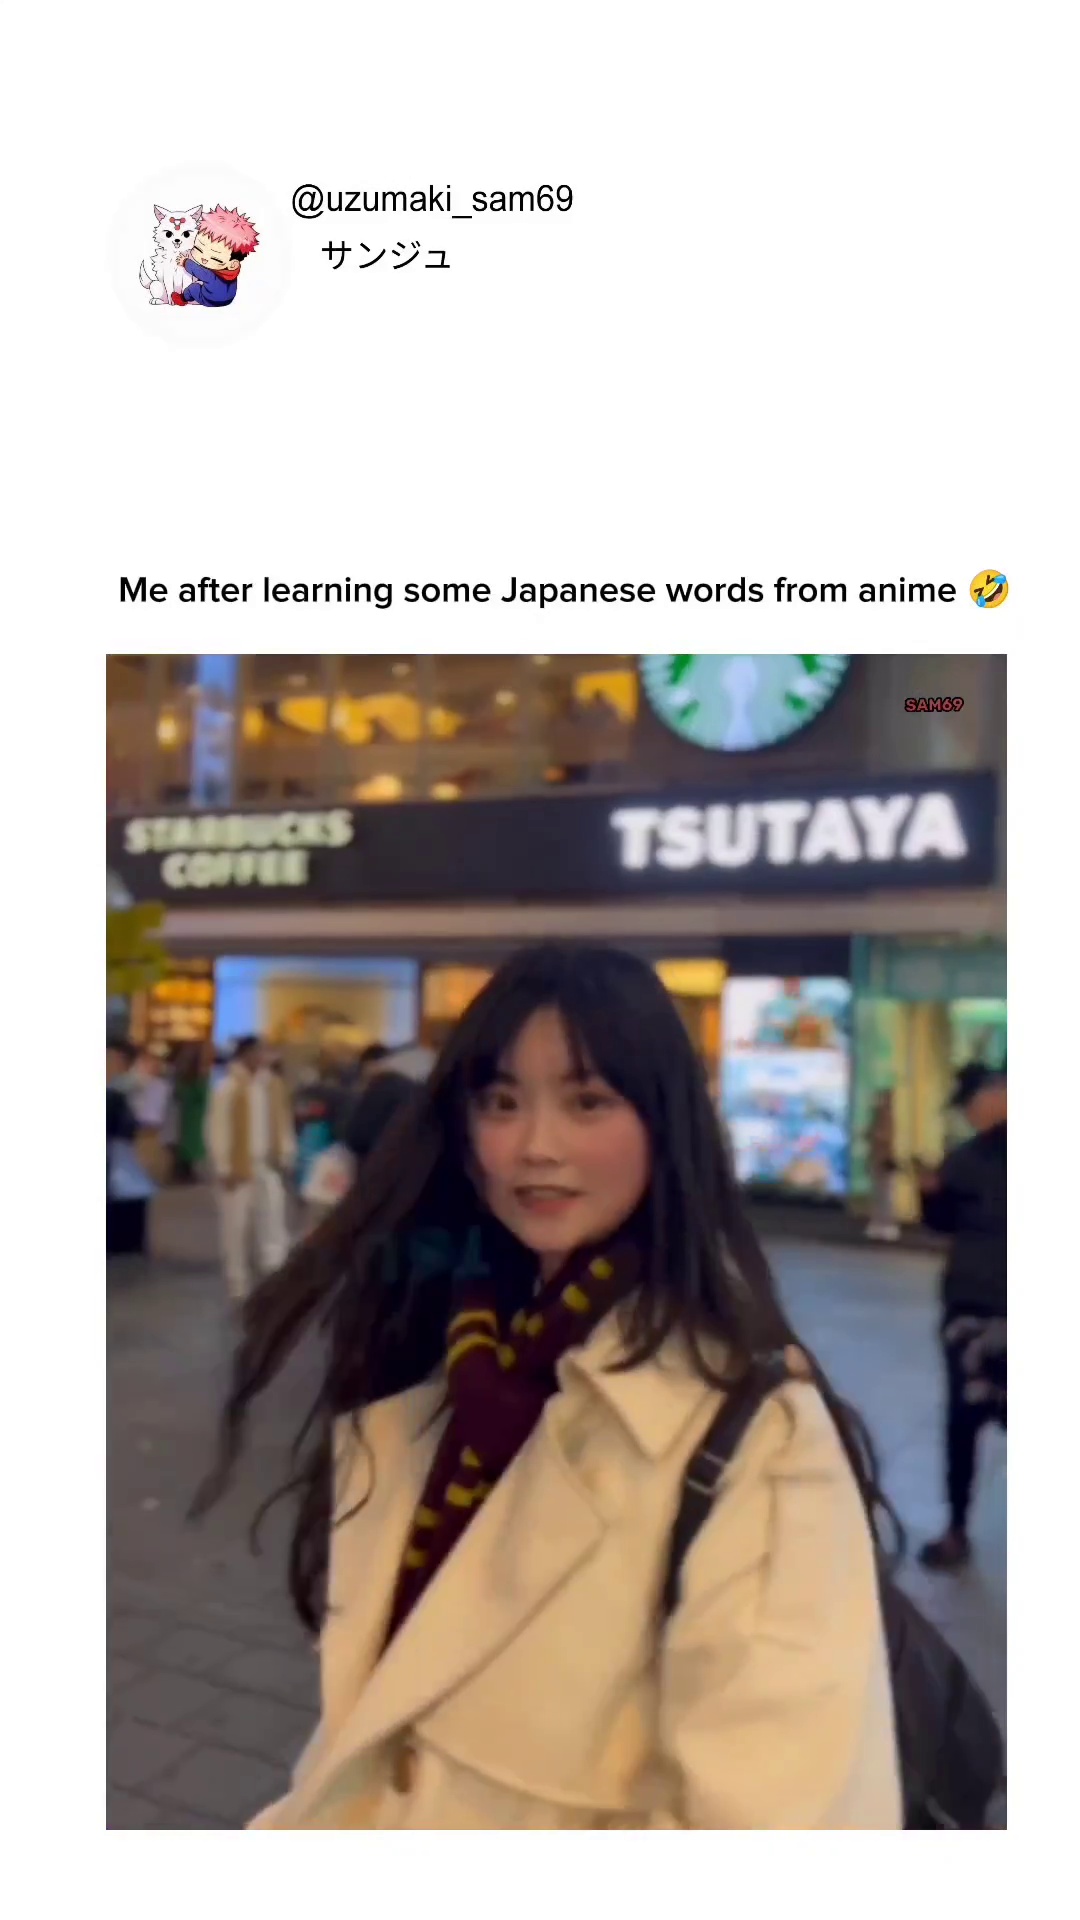 @uzumaki_sam69
サンジュ
Me after learning some Japanese words from anime 🤣
SAM69
STARBUCKS
COFFEE
TSUTAYA